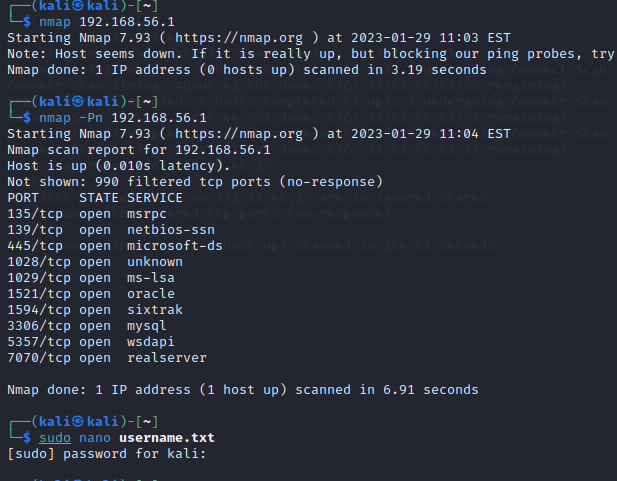 ┌──(kali㉿kali)-[~]
└─$ nmap 192.168.56.1
Starting Nmap 7.93 ( https://nmap.org ) at 2023-01-29 11:03 EST
Note: Host seems down. If it is really up, but blocking our ping probes, try
Nmap done: 1 IP address (0 hosts up) scanned in 3.19 seconds
┌──(kali㉿kali)-[~]
└─$ nmap -Pn 192.168.56.1
Starting Nmap 7.93 ( https://nmap.org ) at 2023-01-29 11:04 EST
Nmap scan report for 192.168.56.1
Host is up (0.010s latency).
Not shown: 990 filtered tcp ports (no-response)
PORT     STATE SERVICE
135/tcp  open  msrpc
139/tcp  open  netbios-ssn
445/tcp  open  microsoft-ds
1028/tcp open  unknown
1029/tcp open  ms-lsa
1521/tcp open  oracle
1594/tcp open  sixtrak
3306/tcp open  mysql
5357/tcp open  wsdapi
7070/tcp open  realserver
Nmap done: 1 IP address (1 host up) scanned in 6.91 seconds
┌──(kali㉿kali)-[~]
└─$ sudo nano username.txt
[sudo] password for kali: